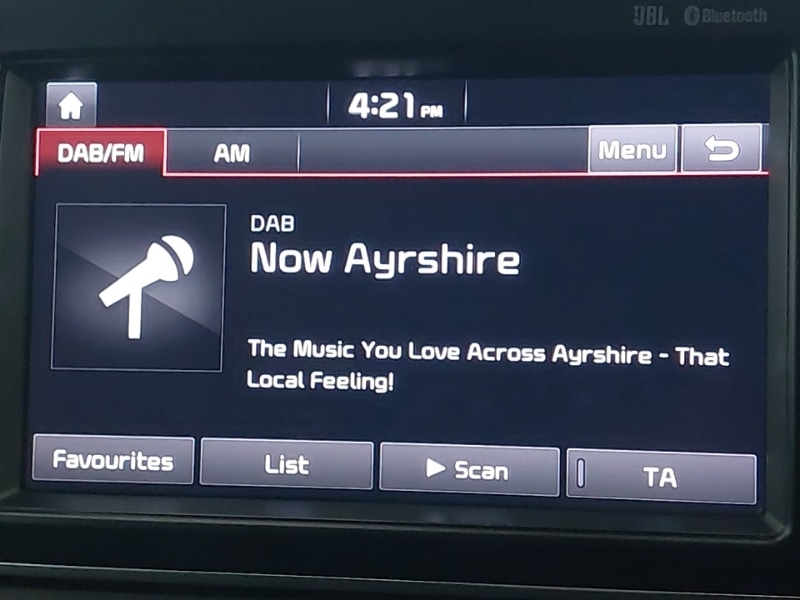 JBL Bluetooth
4:21 PM
DAB/FM AM Menu
DAB
Now Ayrshire
The Music You Love Across Ayrshire - That
Local Feeling!
Favourites List Scan TA